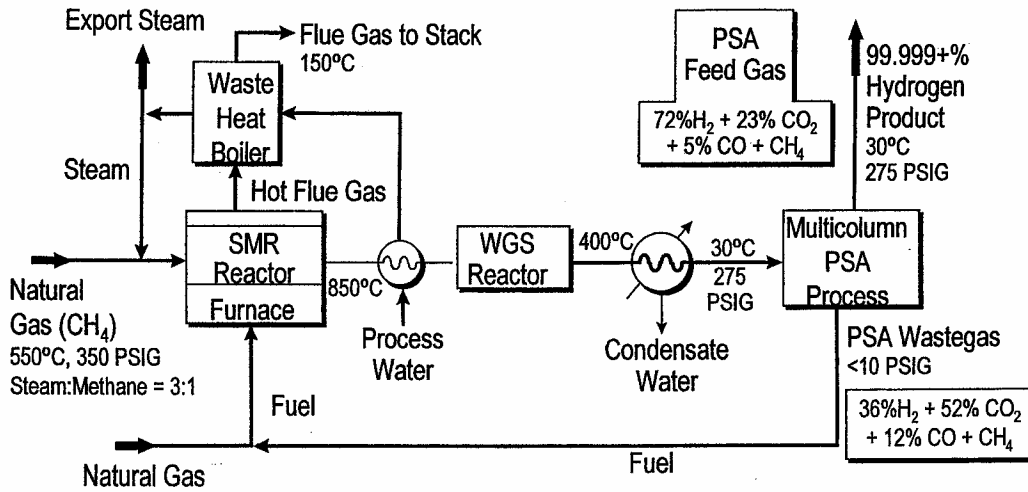 Export Steam
Flue Gas to Stack
150ºC
Waste
Heat
Boiler
Steam
Hot Flue Gas
SMR
Reactor
Furnace
850ºC
Process
Water
WGS
Reactor
400ºC
30ºC
275
PSIG
Condensate
Water
PSA
Feed Gas
72%H₂ + 23% CO₂
+ 5% CO + CH₄
99.999+%
Hydrogen
Product
30ºC
275 PSIG
Multicolumn
PSA
Process
PSA Wastegas
<10 PSIG
36%H₂ + 52% CO₂
+ 12% CO + CH₄
Natural
Gas (CH₄)
550ºC, 350 PSIG
Steam:Methane = 3:1
Fuel
Natural Gas
Fuel